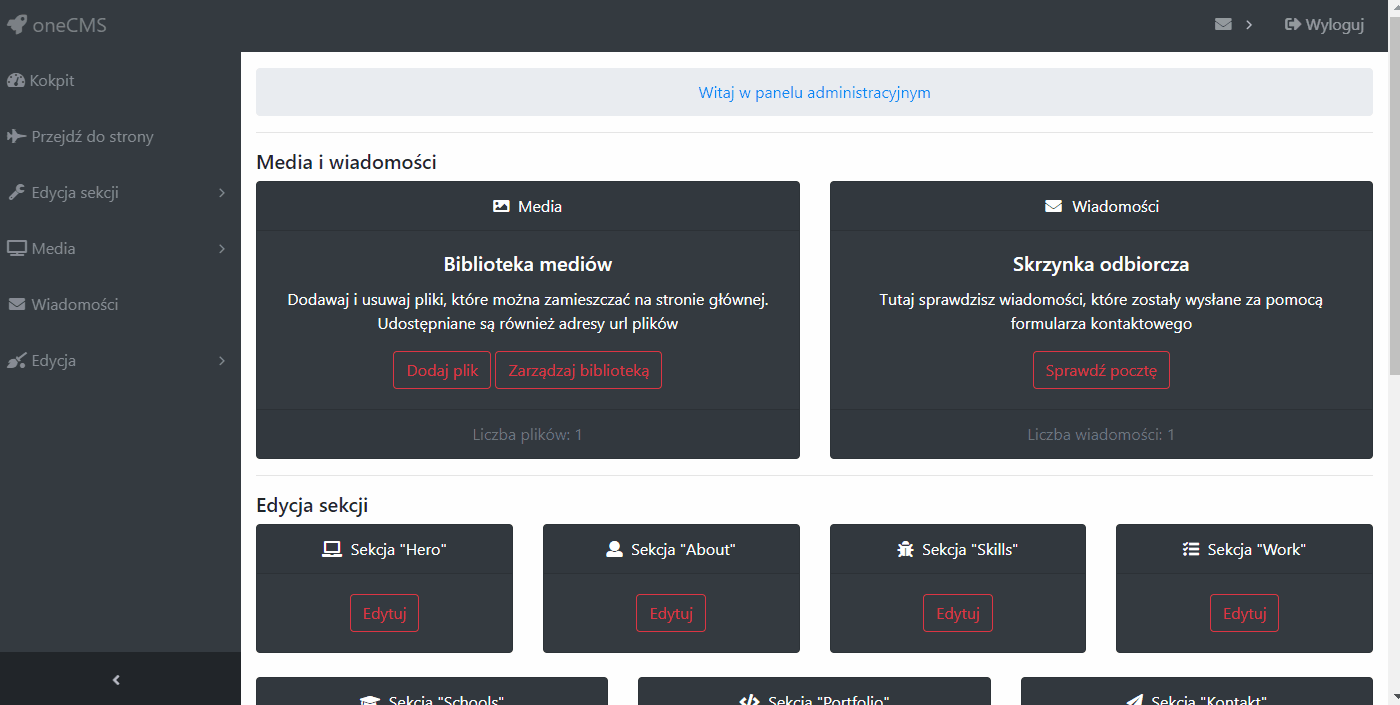 oneCMS
Wyloguj
Kokpit
Przejdź do strony
Edycja sekcji
Media
Wiadomości
Edycja
Witaj w panelu administracyjnym
Media i wiadomości
Media
Biblioteka mediów
Dodawaj i usuwaj pliki, które można zamieszczać na stronie głównej.
Udostępniane są również adresy url plików
Dodaj plik
Zarządzaj biblioteką
Liczba plików: 1
Wiadomości
Skrzynka odbiorcza
Tutaj sprawdzisz wiadomości, które zostały wysłane za pomocą
formularza kontaktowego
Sprawdź pocztę
Liczba wiadomości: 1
Edycja sekcji
Sekcja "Hero"
Edytuj
Sekcja "About"
Edytuj
Sekcja "Skills"
Edytuj
Sekcja "Work"
Edytuj
Sekcja "Schools"
Sekcja "Portfolio"
Sekcja "Kontakt"